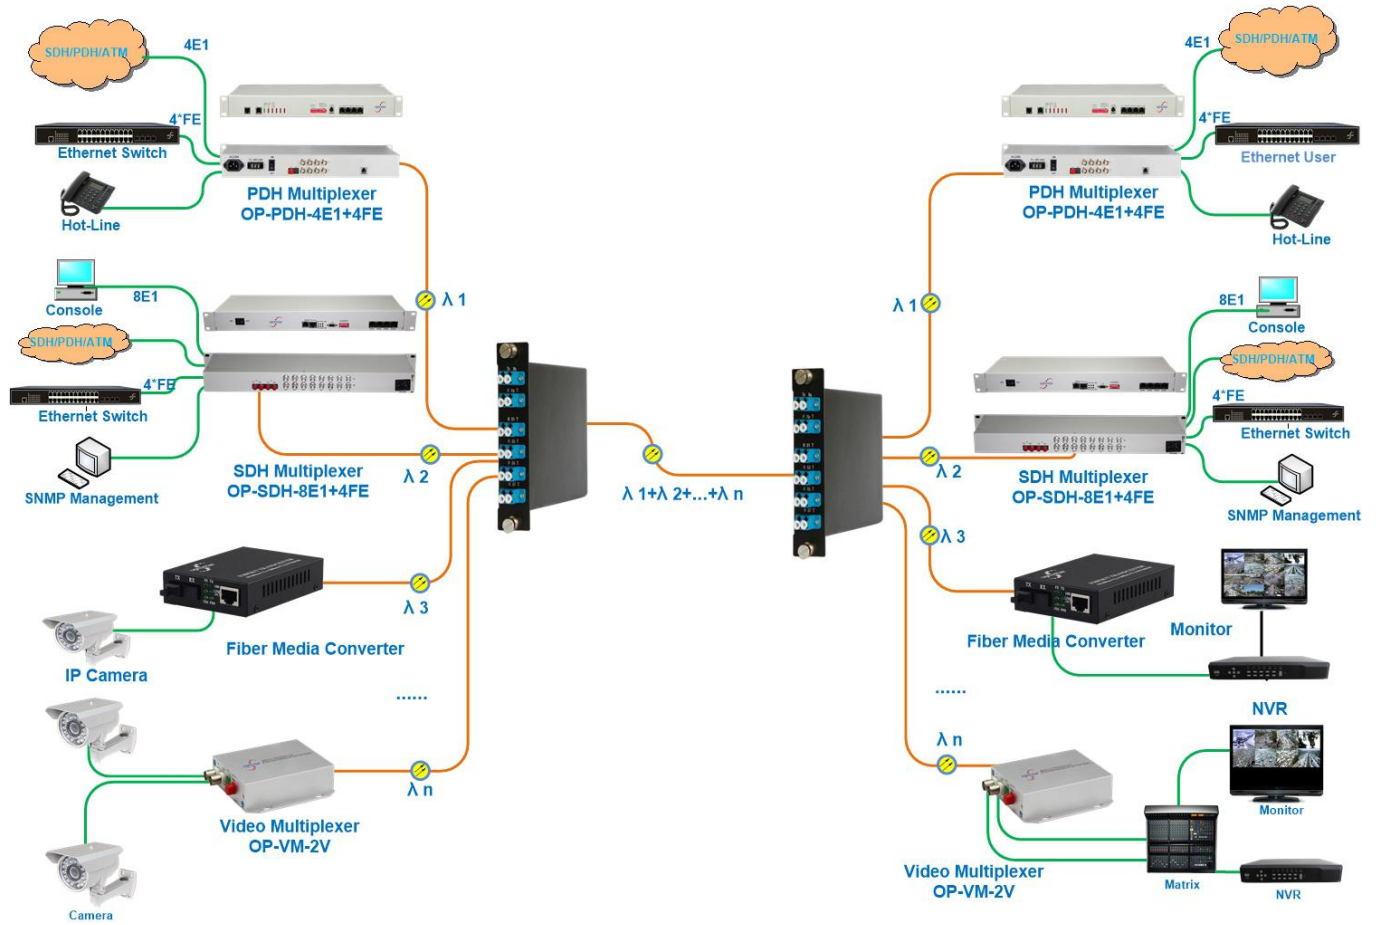 SDH/PDH/ATM
4E1
4*FE
Ethernet Switch
Hot-Line
PDH Multiplexer
OP-PDH-4E1+4FE
λ 1
Console
8E1
SDH/PDH/ATM
4*FE
Ethernet Switch
SNMP Management
SDH Multiplexer
OP-SDH-8E1+4FE
λ 2
TX RX
Fiber Media Converter
λ 3
IP Camera
......
λ n
Video Multiplexer
OP-VM-2V
Camera
λ 1+λ 2+...+λ n
SDH/PDH/ATM
4E1
4*FE
Ethernet User
Hot-Line
PDH Multiplexer
OP-PDH-4E1+4FE
λ 1
8E1
Console
SDH/PDH/ATM
4*FE
Ethernet Switch
SDH Multiplexer
OP-SDH-8E1+4FE
λ 2
SNMP Management
λ 3
TX RX
Fiber Media Converter
Monitor
NVR
......
λ n
Video Multiplexer
OP-VM-2V
Monitor
Matrix
NVR